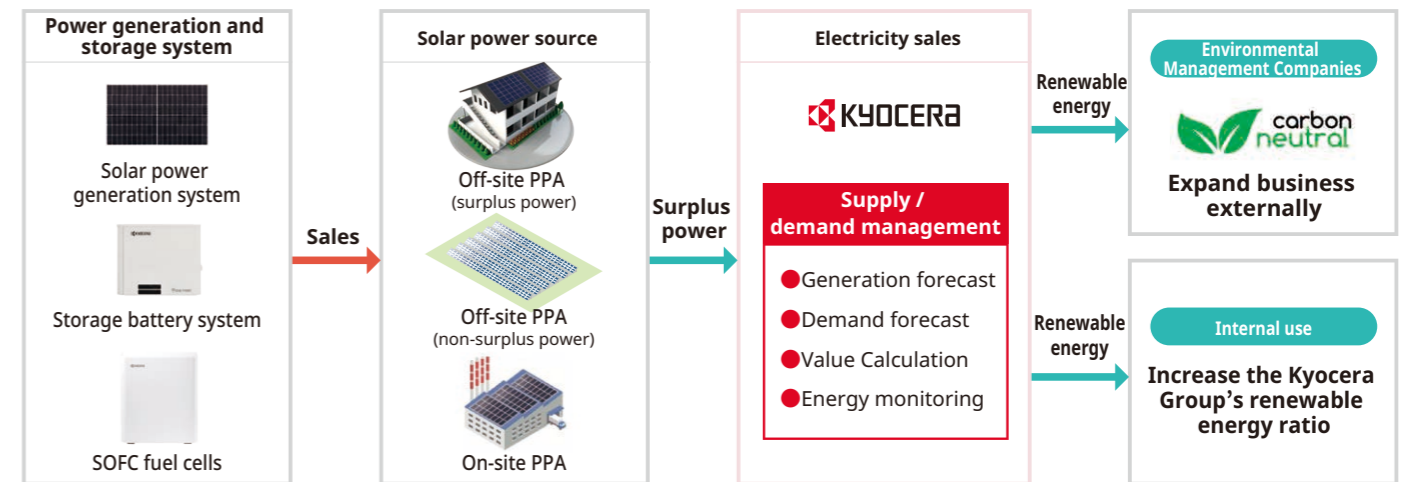 Power generation and
storage system
Solar power
generation system
KYOCERA
Storage battery system
KYOCERA
SOFC fuel cells
Sales
Solar power source
Off-site PPA
(surplus power)
Off-site PPA
(non-surplus power)
On-site PPA
Surplus
power
Electricity sales
KYOCERA
Supply /
demand management
●Generation forecast
●Demand forecast
●Value Calculation
●Energy monitoring
Renewable
energy
Environmental
Management Companies
carbon
neutral
Expand business
externally
Renewable
energy
Internal use
Increase the Kyocera
Group’s renewable
energy ratio